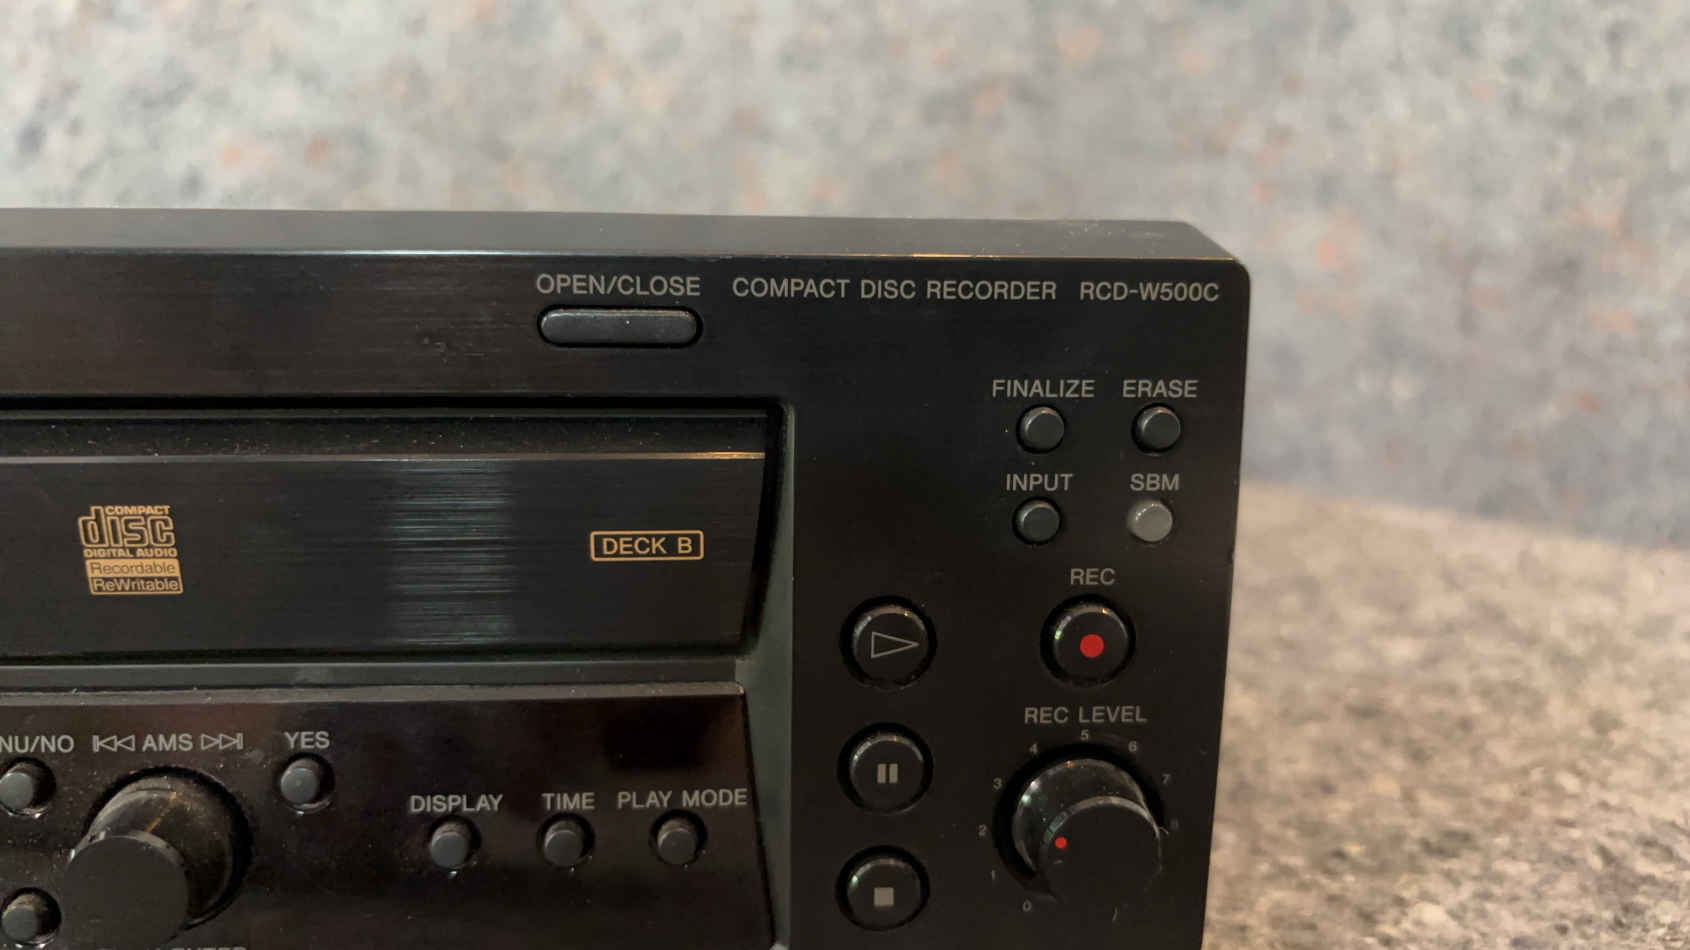 OPEN/CLOSE
COMPACT DISC RECORDER RCD-W500C
FINALIZE ERASE
INPUT SBM
COMPACT
disc
DIGITAL AUDIO
Recordable
ReWritable
DECK B
REC
REC LEVEL
0 1 2 3 4 5 6 7 8
NU/NO AMS YES
DISPLAY TIME PLAY MODE